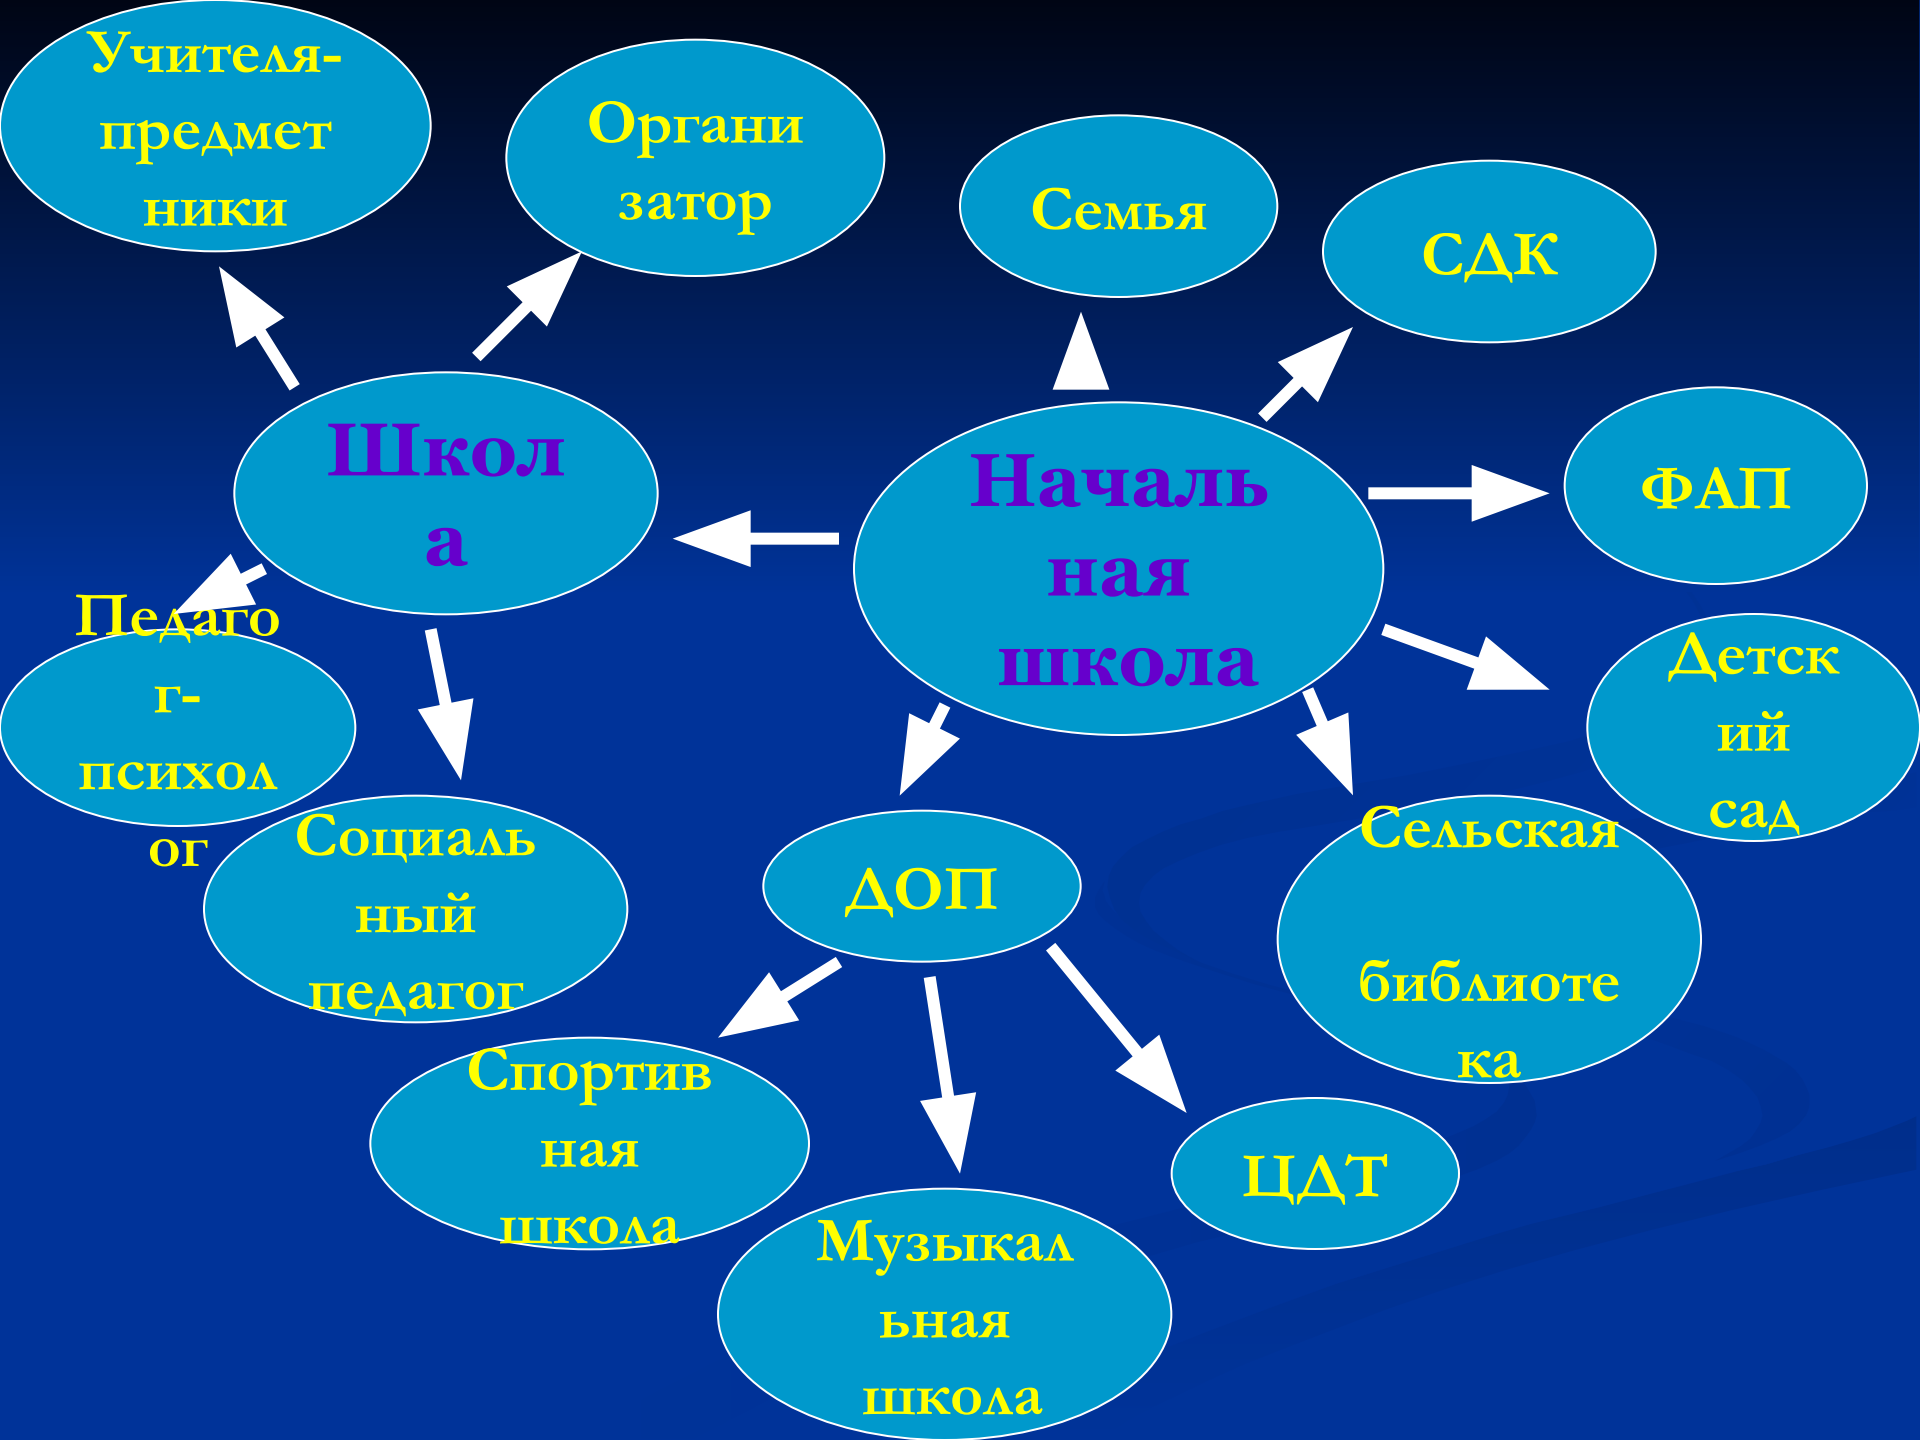 Учителя-
предмет
ники
Органи
затор
Семья
СДК
Школ
а
Началь
ная
школа
ФАП
Педаго
г-
психол
ог
Детск
ий
сад
Социаль
ный
педагог
ДОП
Сельская
библиоте
ка
Спортив
ная
школа
ЦДТ
Музыкал
ьная
школа